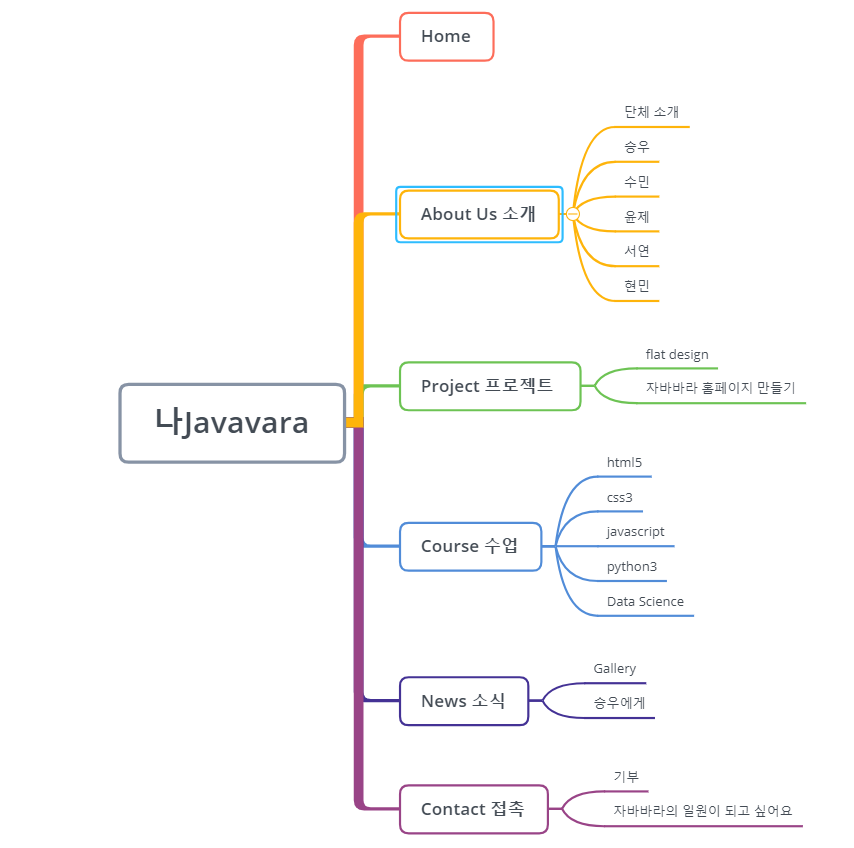 나Javavara
Home
About Us 소개
단체 소개
승우
수민
윤제
서연
현민
Project 프로젝트
flat design
자바바라 홈페이지 만들기
Course 수업
html5
css3
javascript
python3
Data Science
News 소식
Gallery
승우에게
Contact 접촉
기부
자바바라의 일원이 되고 싶어요